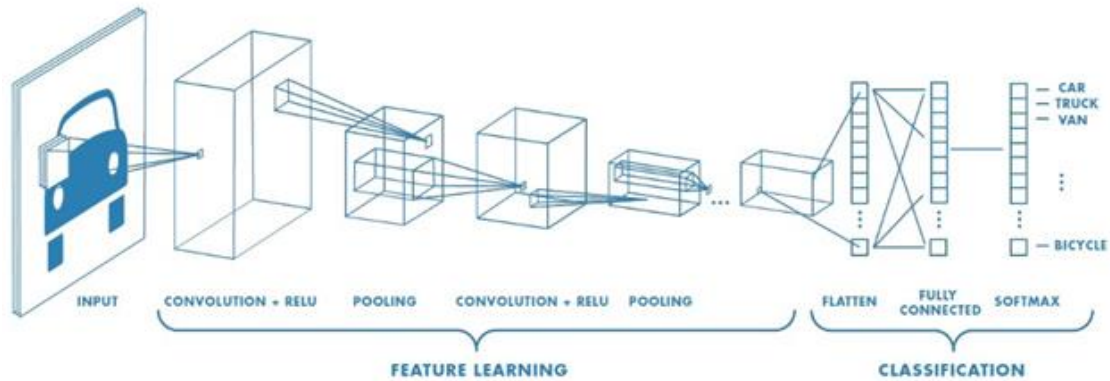 CAR
TRUCK
VAN
BICYCLE
INPUT
CONVOLUTION + RELU
POOLING
CONVOLUTION + RELU
POOLING
FLATTEN
FULLY
CONNECTED
SOFTMAX
FEATURE LEARNING
CLASSIFICATION